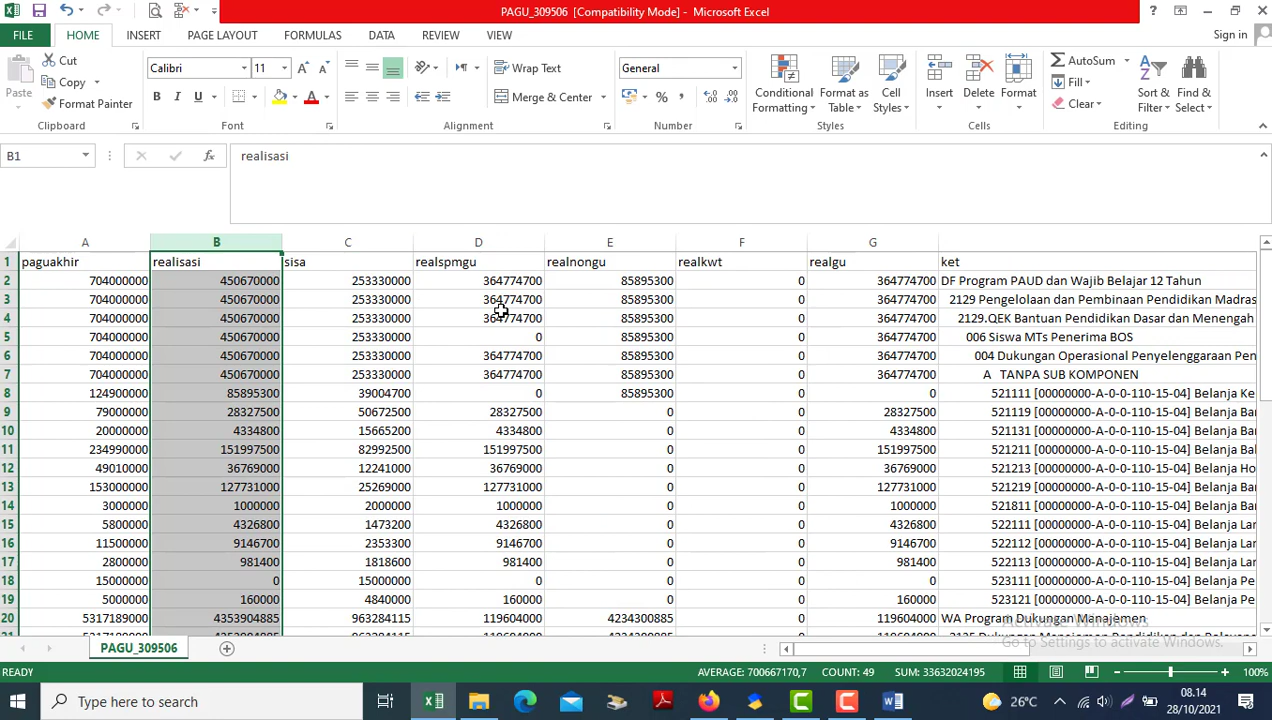 PAGU_309506 [Compatibility Mode] - Microsoft Excel
FILE HOME INSERT PAGE LAYOUT FORMULAS DATA REVIEW VIEW Sign in
Paste Cut Copy Format Painter Clipboard
Calibri 11 B I U A Font
Wrap Text Merge & Center Alignment
General % Number
Conditional Formatting Format as Table Cell Styles Styles
Insert Delete Format Cells
AutoSum Fill Clear Sort & Filter Find & Select Editing
B1 fx realisasi
A B C D E F G
1 paguakhir realisasi sisa realspmgu realnongu realkwt realgu ket
2 704000000 450670000 253330000 364774700 85895300 0 364774700 DF Program PAUD dan Wajib Belajar 12 Tahun
3 704000000 450670000 253330000 364774700 85895300 0 364774700 2129 Pengelolaan dan Pembinaan Pendidikan Madras
4 704000000 450670000 253330000 364774700 85895300 0 364774700 2129.QEK Bantuan Pendidikan Dasar dan Menengah
5 704000000 450670000 253330000 0 85895300 0 364774700 006 Siswa MTs Penerima BOS
6 704000000 450670000 253330000 364774700 85895300 0 364774700 004 Dukungan Operasional Penyelenggaraan Pen
7 704000000 450670000 253330000 364774700 85895300 0 364774700 A TANPA SUB KOMPONEN
8 124900000 85895300 39004700 0 85895300 0 0 521111 [00000000-A-0-0-110-15-04] Belanja Ke
9 79000000 28327500 50672500 28327500 0 0 28327500 521119 [00000000-A-0-0-110-15-04] Belanja Bar
10 20000000 4334800 15665200 4334800 0 0 4334800 521131 [00000000-A-0-0-110-15-04] Belanja Bar
11 234990000 151997500 82992500 151997500 0 0 151997500 521211 [00000000-A-0-0-110-15-04] Belanja Bal
12 49010000 36769000 12241000 36769000 0 0 36769000 521213 [00000000-A-0-0-110-15-04] Belanja Ho
13 153000000 127731000 25269000 127731000 0 0 127731000 521219 [00000000-A-0-0-110-15-04] Belanja Bar
14 3000000 1000000 2000000 1000000 0 0 1000000 521811 [00000000-A-0-0-110-15-04] Belanja Bar
15 5800000 4326800 1473200 4326800 0 0 4326800 522111 [00000000-A-0-0-110-15-04] Belanja Lar
16 11500000 9146700 2353300 9146700 0 0 9146700 522112 [00000000-A-0-0-110-15-04] Belanja Lar
17 2800000 981400 1818600 981400 0 0 981400 522113 [00000000-A-0-0-110-15-04] Belanja Lar
18 15000000 0 15000000 0 0 0 0 523111 [00000000-A-0-0-110-15-04] Belanja Pe
19 5000000 160000 4840000 160000 0 0 160000 523121 [00000000-A-0-0-110-15-04] Belanja Pe
20 5317189000 4353904885 963284115 119604000 4234300885 0 119604000 WA Program Dukungan Manajemen
Activate Windows
Go to Settings to activate Windows.
PAGU_309506
READY AVERAGE: 700667170,7 COUNT: 49 SUM: 33632024195 100%
Type here to search 26°C 08.14
28/10/2021